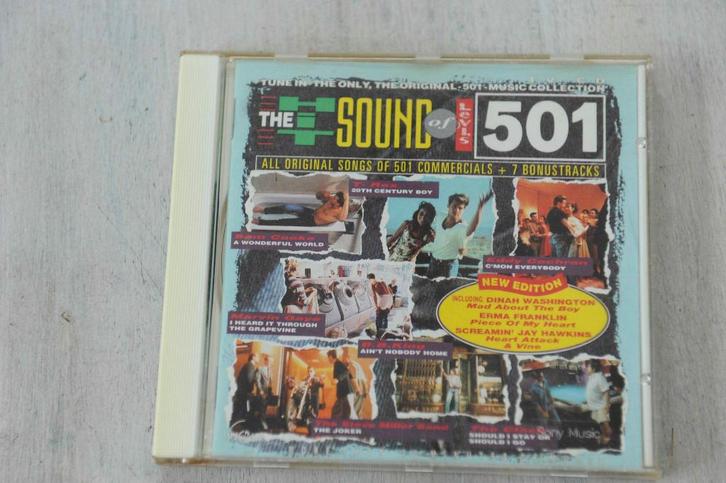 TUNE IN THE ONLY, THE ORIGINAL-501-MUSIC COLLECTION
THE SOUND of LEVI'S 501
ALL ORIGINAL SONGS OF 501 COMMERCIALS + 7 BONUSTRACKS
T. Rex
20TH CENTURY BOY
Sam Cooke
A WONDERFUL WORLD
Eddy Cochran
C'MON EVERYBODY
NEW EDITION
INCLUDING DINAH WASHINGTON
Mad About The Boy
ERMA FRANKLIN
Piece Of My Heart
SCREAMIN' JAY HAWKINS
Heart Attack
& Vine
Marvin Gaye
I HEARD IT THROUGH
THE GRAPEVINE
B.B. King
AIN'T NOBODY HOME
The Steve Miller Band
THE JOKER
The
SHOULD I STAY OR
SHOULD I GO
Sony Music